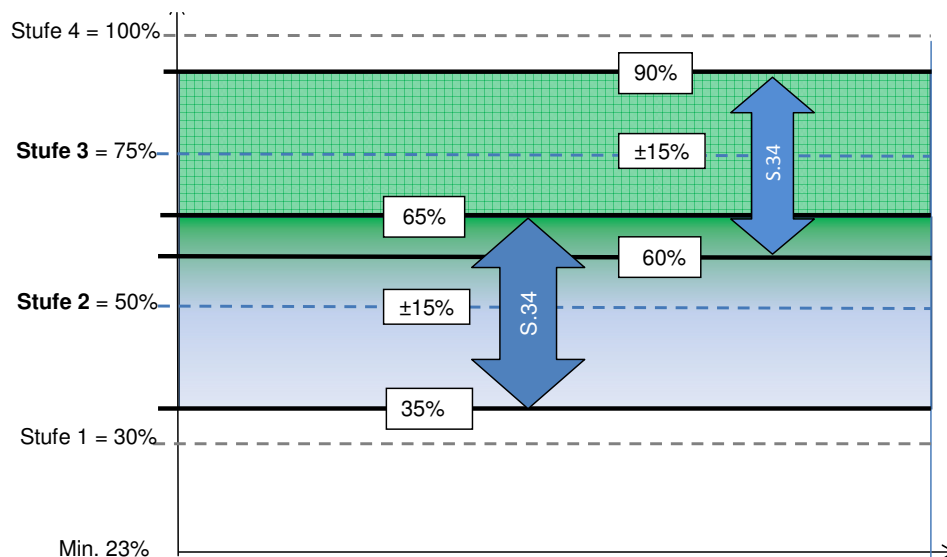 Stufe 4 = 100%
90%
Stufe 3 = 75%
±15%
S.34
65%
60%
Stufe 2 = 50%
±15%
S.34
35%
Stufe 1 = 30%
Min. 23%